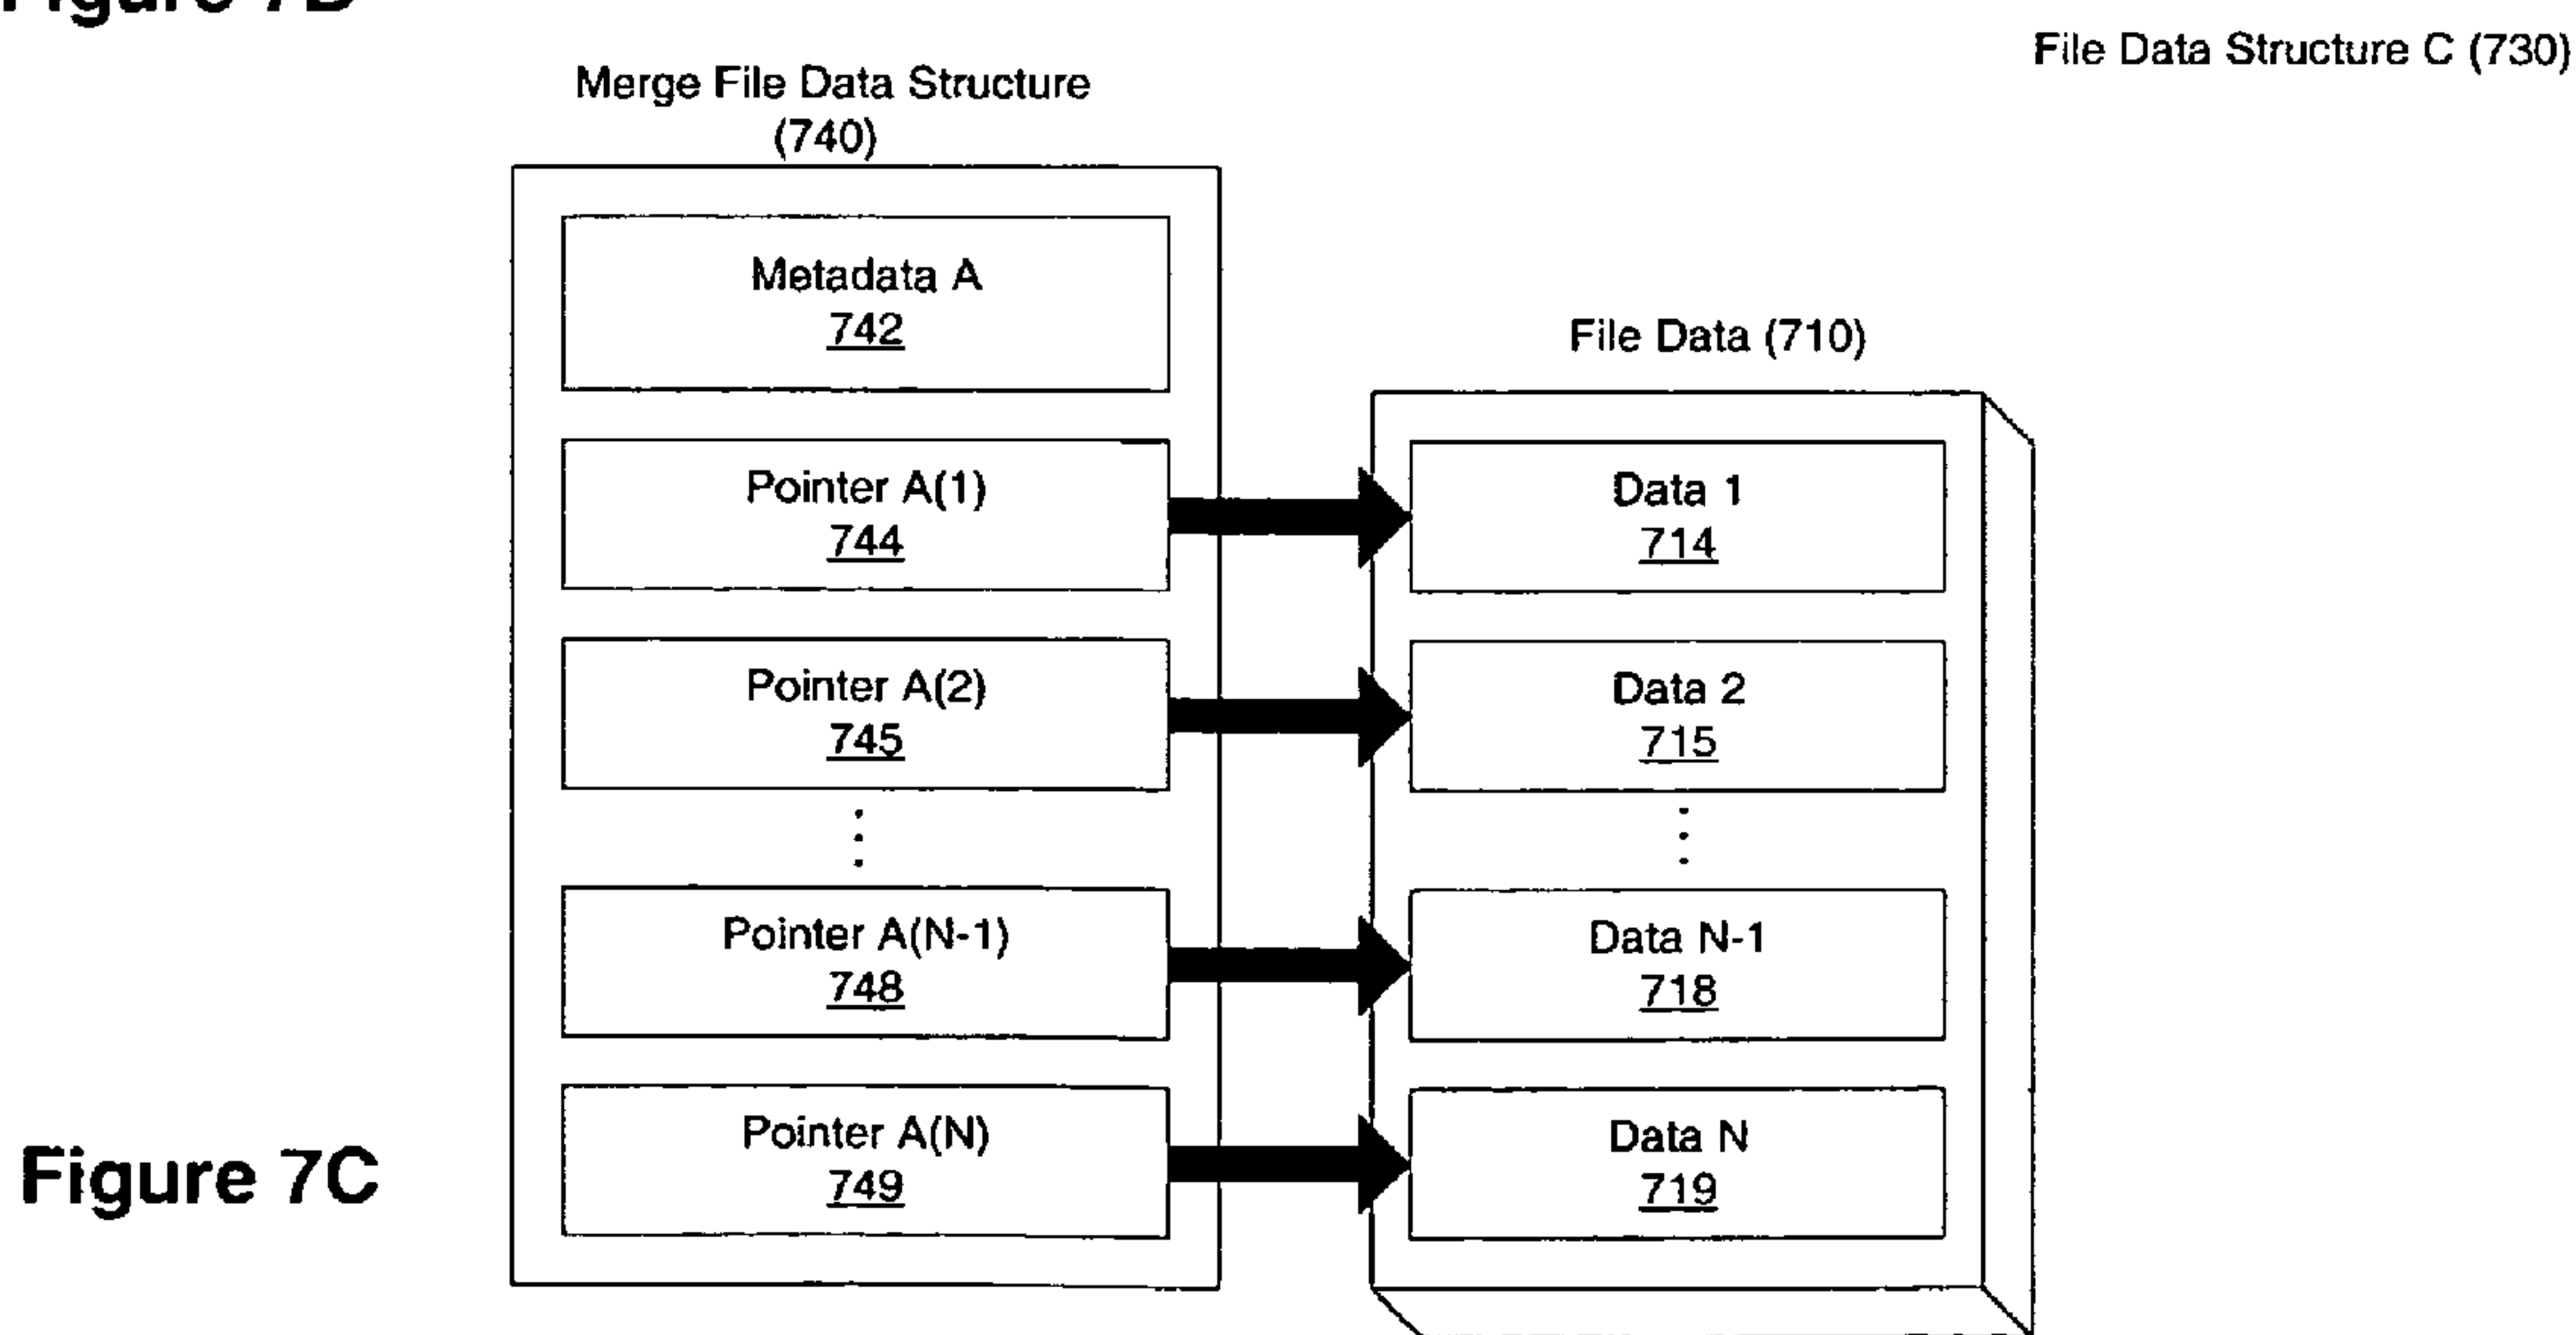 File Data Structure C (730)
Merge File Data Structure
(740)
Metadata A
742
File Data (710)
Pointer A(1)
744
Data 1
714
Pointer A(2)
745
Data 2
715
Pointer A(N-1)
748
Data N-1
718
Pointer A(N)
749
Data N
719
Figure 7C